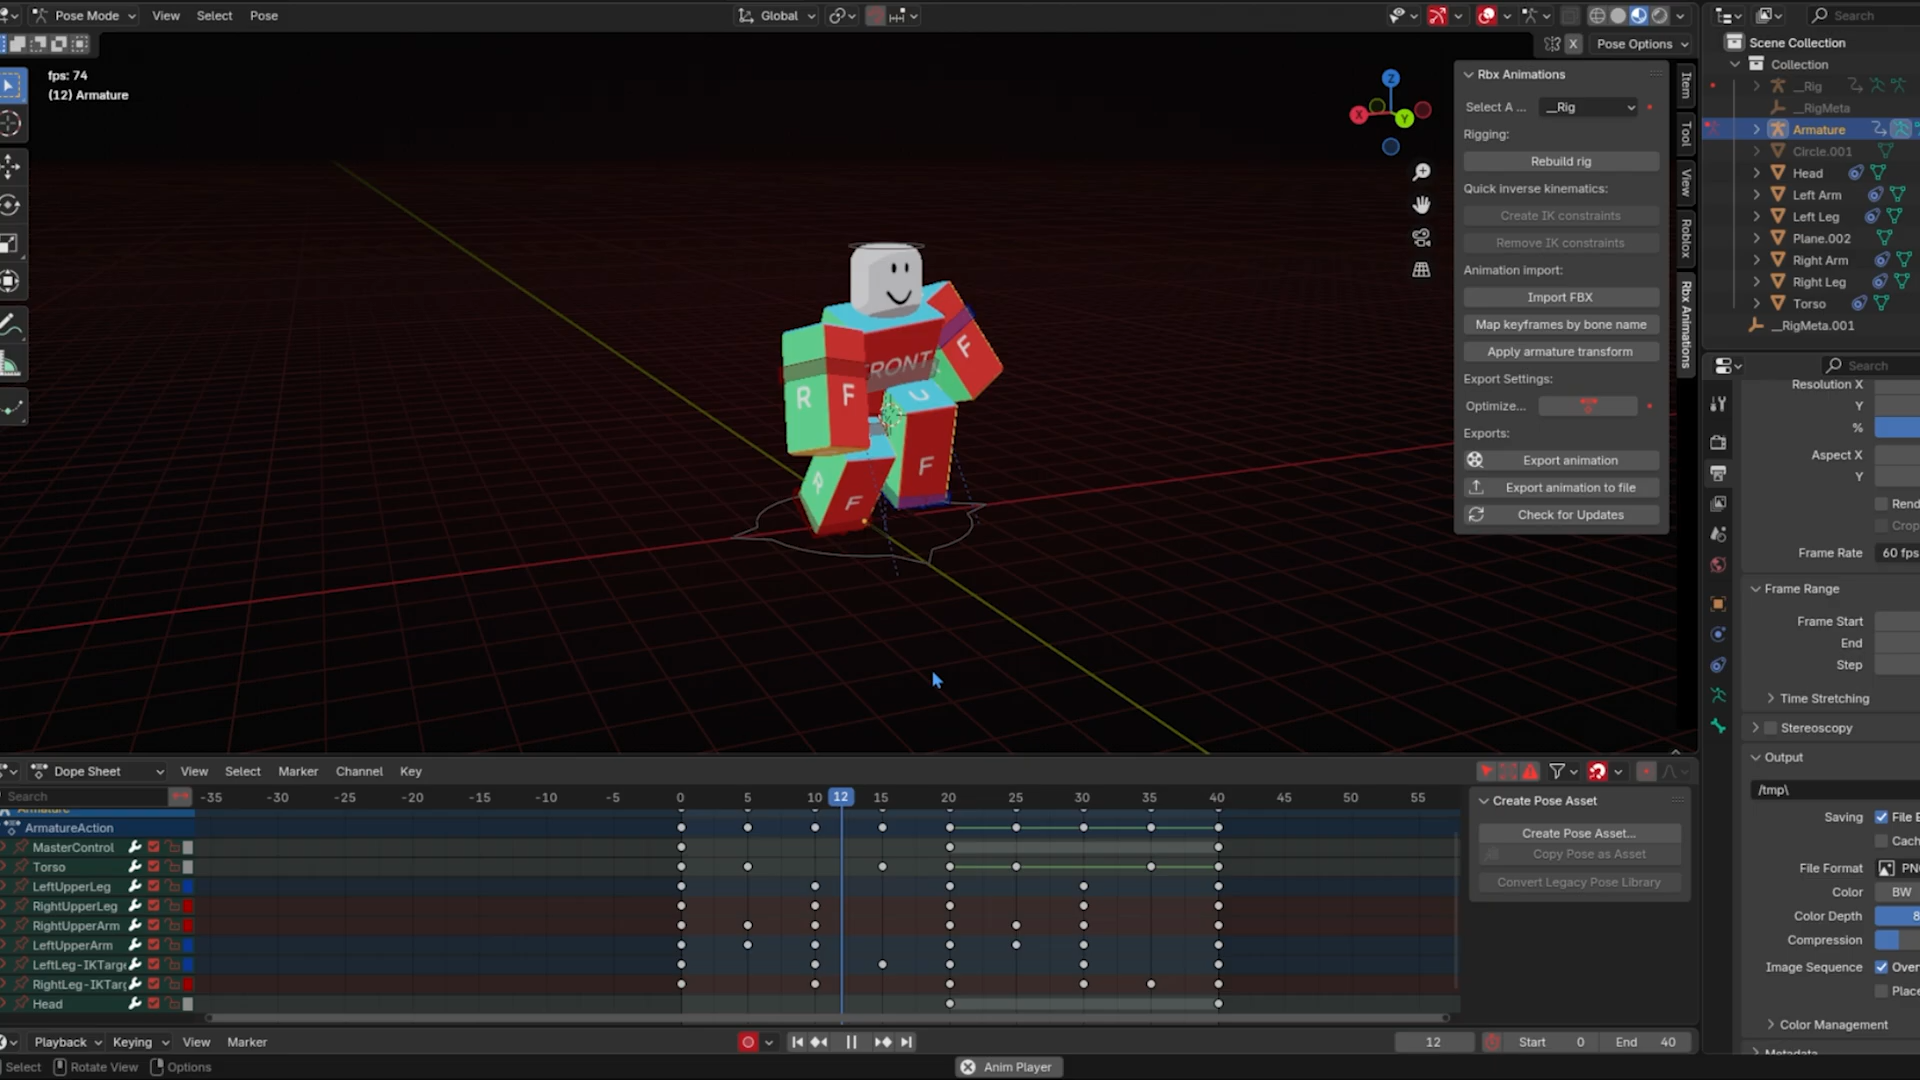 Pose Mode View Select Pose Global Search
X Pose Options
Scene Collection
Collection
__Rig
__RigMeta
Armature
Circle.001
Head
Left Arm
Left Leg
Plane.002
Right Arm
Right Leg
Torso
__RigMeta.001
fps: 74
(12) Armature
Z
X
Y
Rbx Animations
Select A ... __Rig
Rigging:
Rebuild rig
Quick inverse kinematics:
Create IK constraints
Remove IK constraints
Animation import:
Import FBX
Map keyframes by bone name
Apply armature transform
Export Settings:
Optimize...
Exports:
Export animation
Export animation to file
Check for Updates
Item
Tool
View
Roblox
Rbx Animations
F
RONT
R F
U
F
R
F
Search
Resolution X
Y
%
Aspect X
Y
Rend
Crop
Frame Rate 60 fps
Frame Range
Frame Start
End
Step
Time Stretching
Stereoscopy
Output
/tmp\
Saving File E
Cach
File Format PN
Color BW
Color Depth 8
Compression
Image Sequence Over
Place
Color Management
Metadata
Dope Sheet View Select Marker Channel Key
Search -35 -30 -25 -20 -15 -10 -5 0 5 10 12 15 20 25 30 35 40 45 50 55
Armature
ArmatureAction
MasterControl
Torso
LeftUpperLeg
RightUpperLeg
RightUpperArm
LeftUpperArm
LeftLeg-IKTarge
RightLeg-IKTarg
Head
Create Pose Asset
Create Pose Asset...
Copy Pose as Asset
Convert Legacy Pose Library
Playback Keying View Marker 12 Start 0 End 40
Select Rotate View Options Anim Player